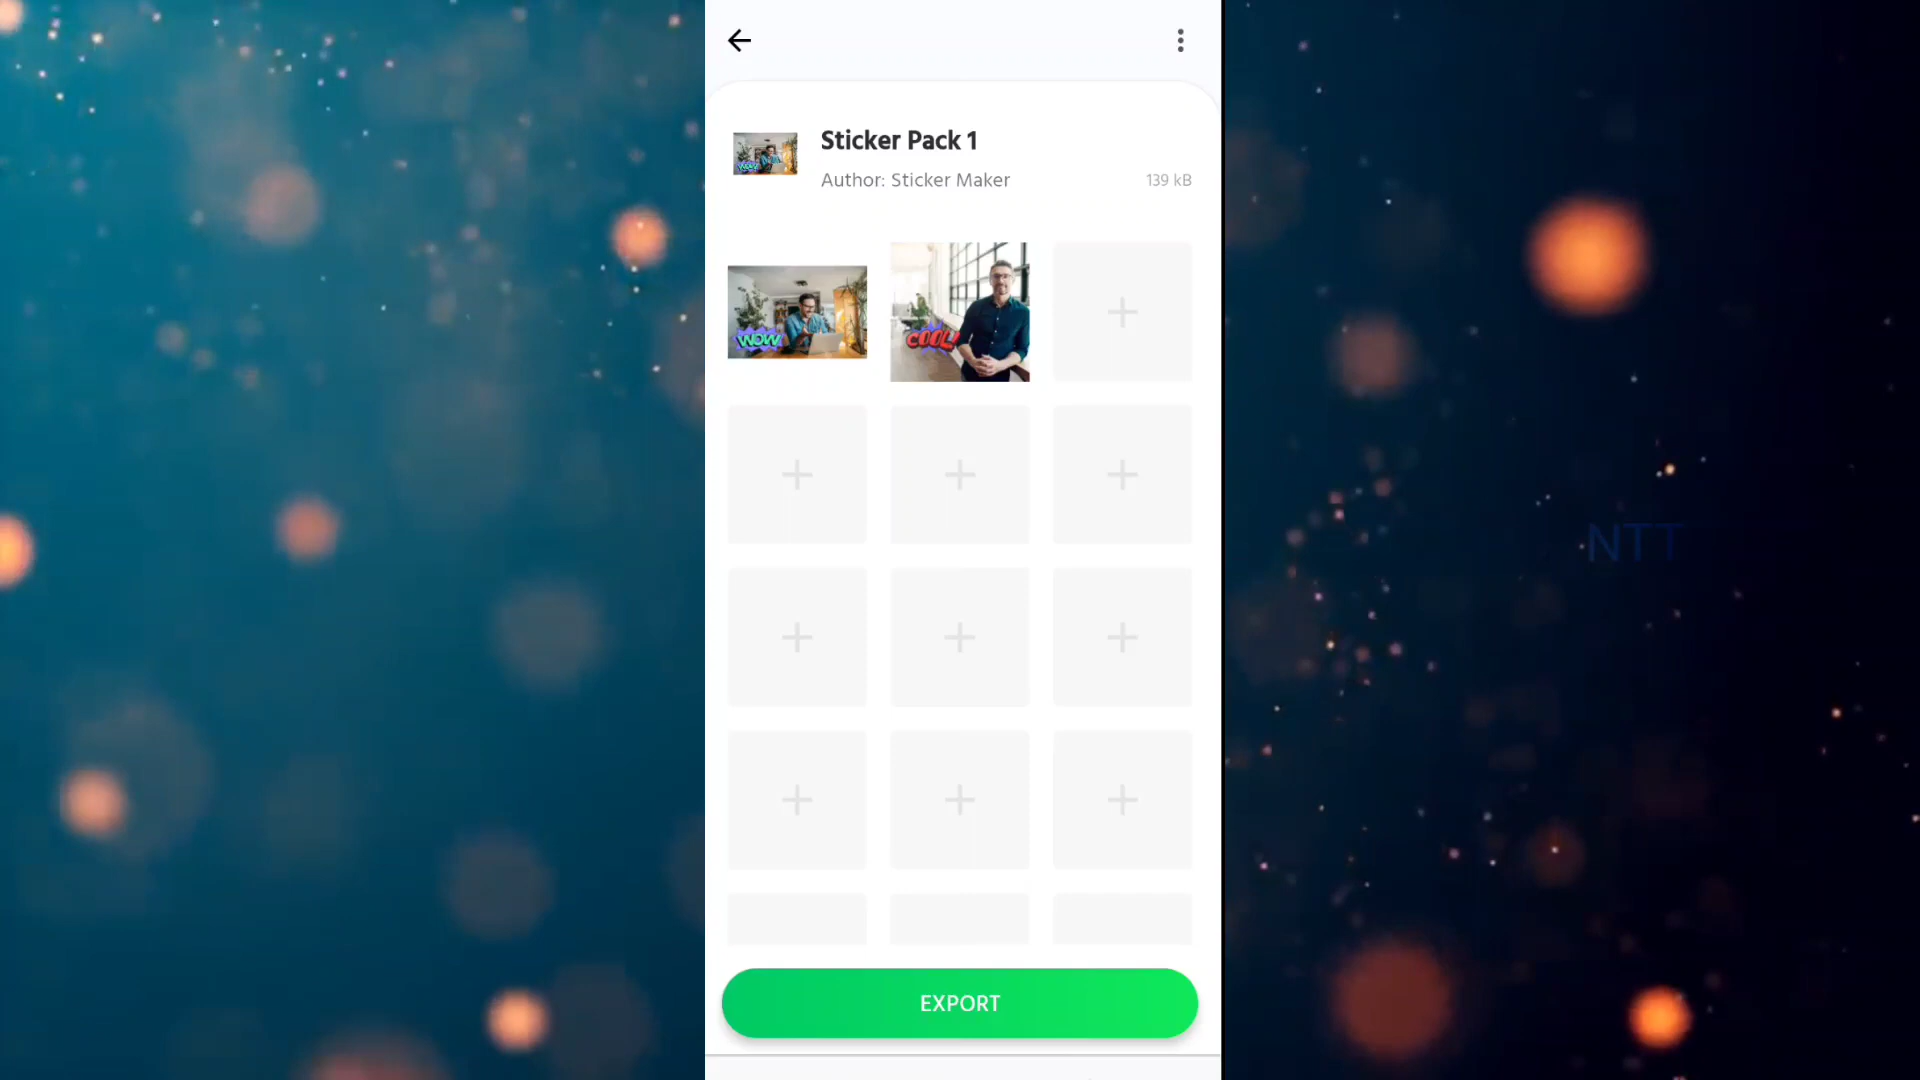 Sticker Pack 1
Author: Sticker Maker
139 kB
WOW
COOL!
NTT
EXPORT